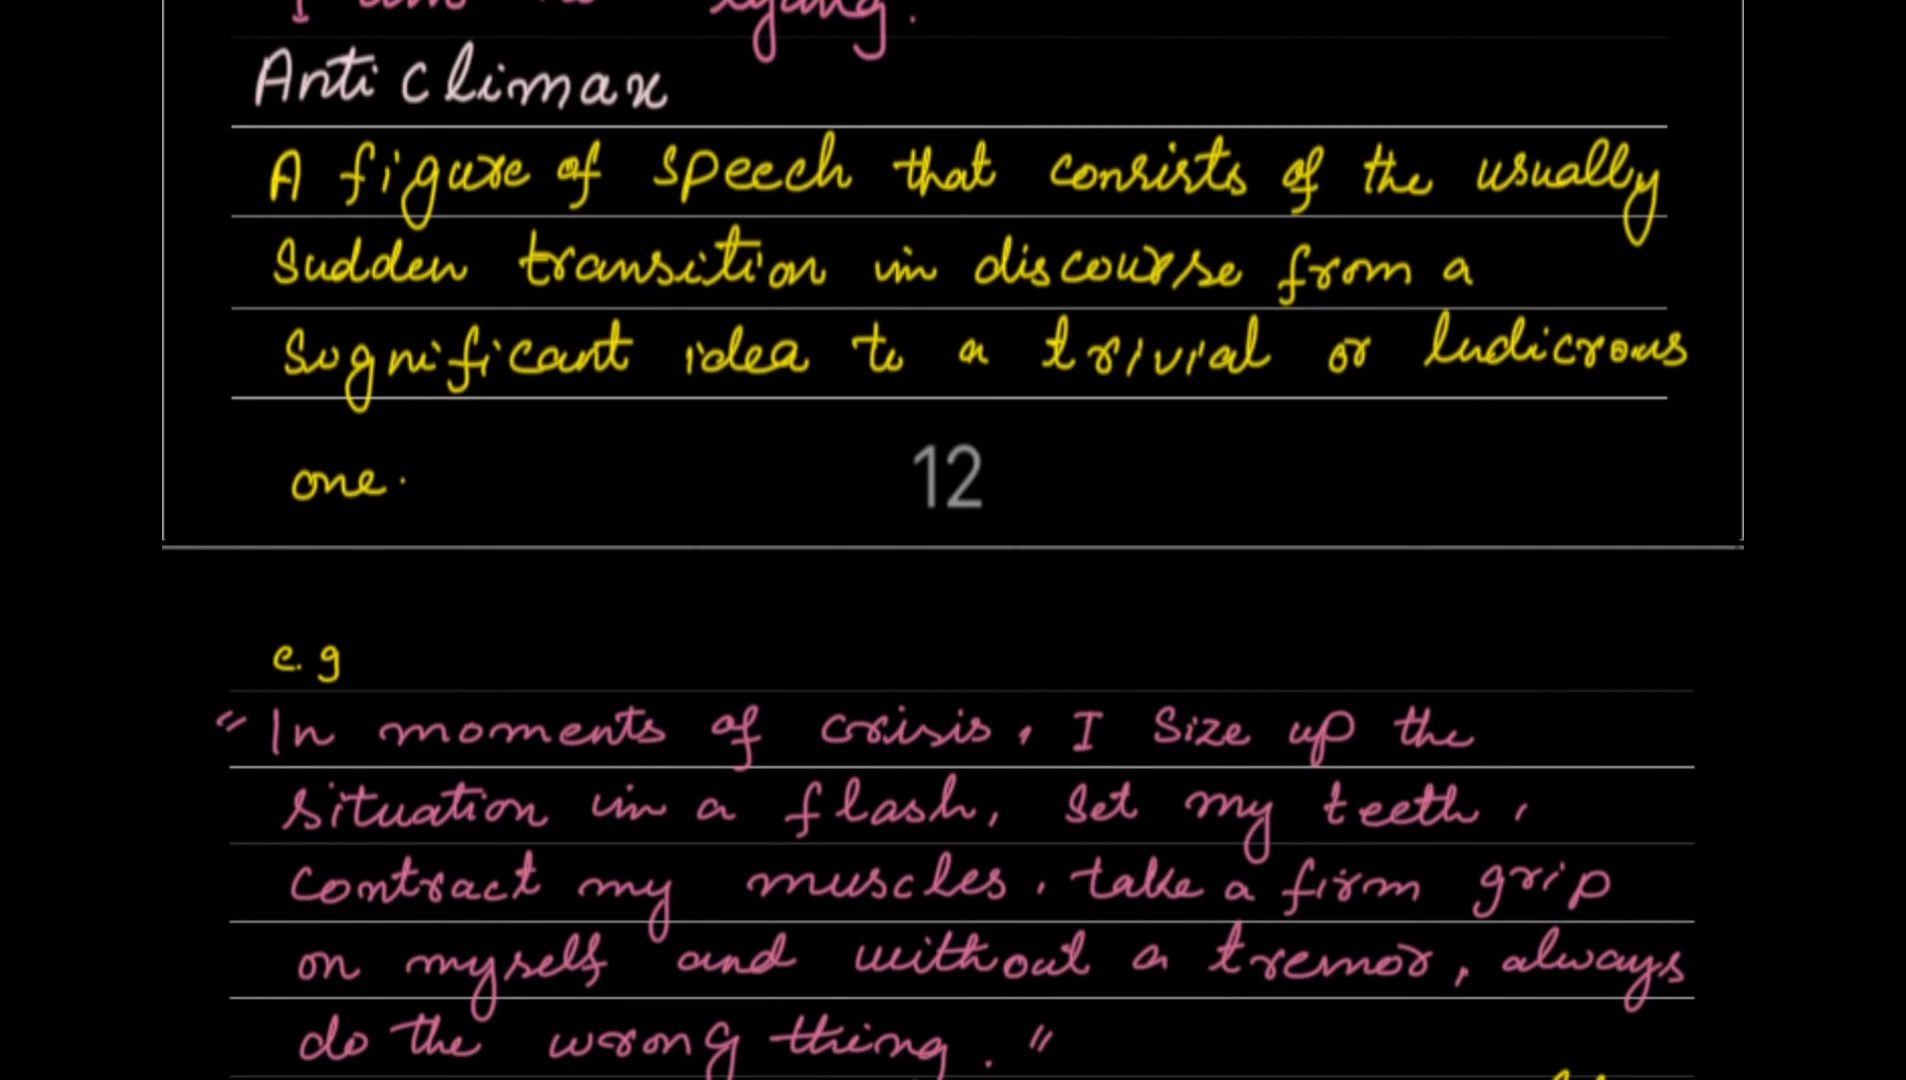 lying.
Anticlimax
A figure of speech that consists of the usually
sudden transition in discourse from a
significant idea to a trivial or ludicrous
one.
12
e.g
"In moments of crisis, I size up the
situation in a flash, set my teeth,
contract my muscles, take a firm grip
on myself and without a tremor, always
do the wrong thing."